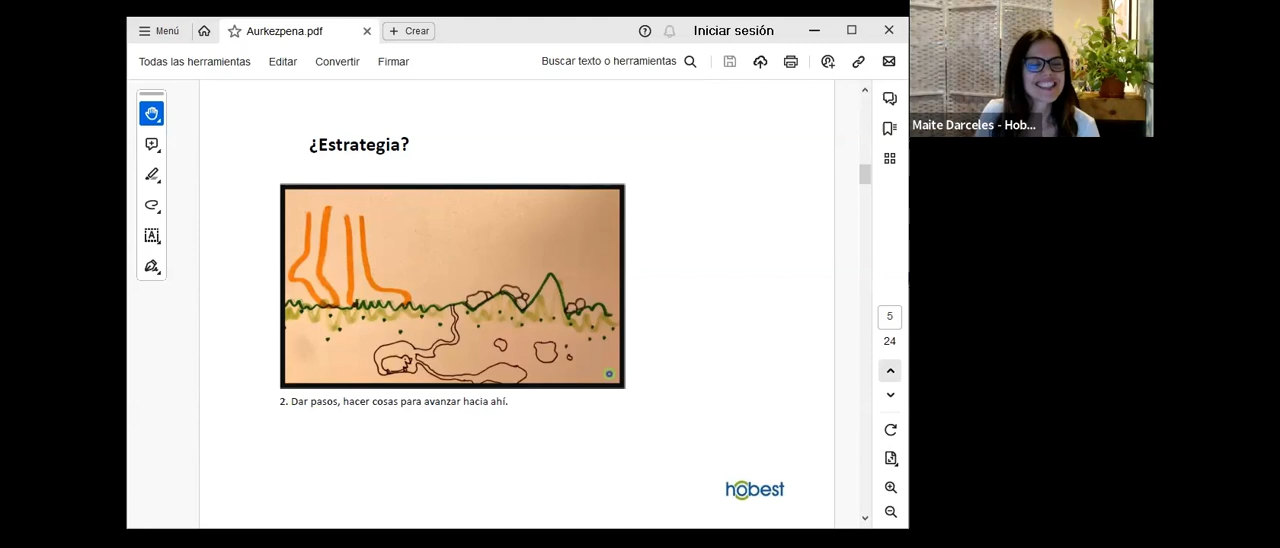 Menú
Aurkezpena.pdf
Crear
Iniciar sesión
Todas las herramientas
Editar
Convertir
Firmar
Buscar texto o herramientas
Maite Darceles - Hob...
¿Estrategia?
2. Dar pasos, hacer cosas para avanzar hacia ahí.
hobest
5
24